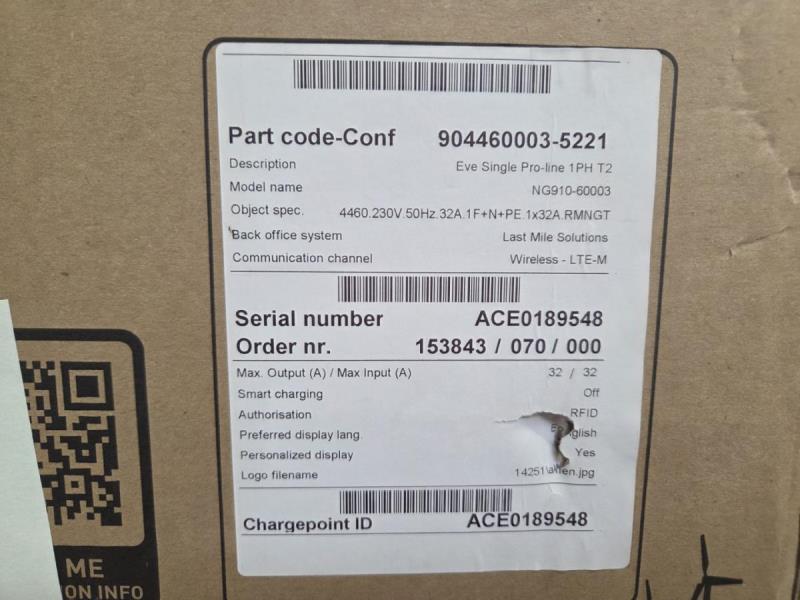 Part code-Conf 904460003-5221
Description Eve Single Pro-line 1PH T2
Model name NG910-60003
Object spec. 4460.230V.50Hz.32A.1F+N+PE.1x32A.RMNGT
Back office system Last Mile Solutions
Communication channel Wireless - LTE-M
Serial number ACE0189548
Order nr. 153843 / 070 / 000
Max. Output (A) / Max Input (A) 32 / 32
Smart charging Off
Authorisation RFID
Preferred display lang. English
Personalized display Yes
Logo filename
Chargepoint ID ACE0189548
ME
ON INFO